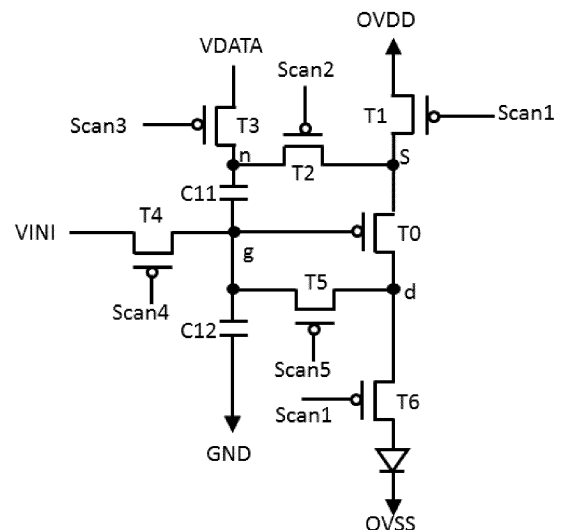 OVDD
VDATA
Scan2
T3
T1
Scan1
Scan3
n
S
T2
C11
T4
VINI
T0
g
T5
d
Scan4
C12
Scan5
T6
Scan1
GND
OVSS